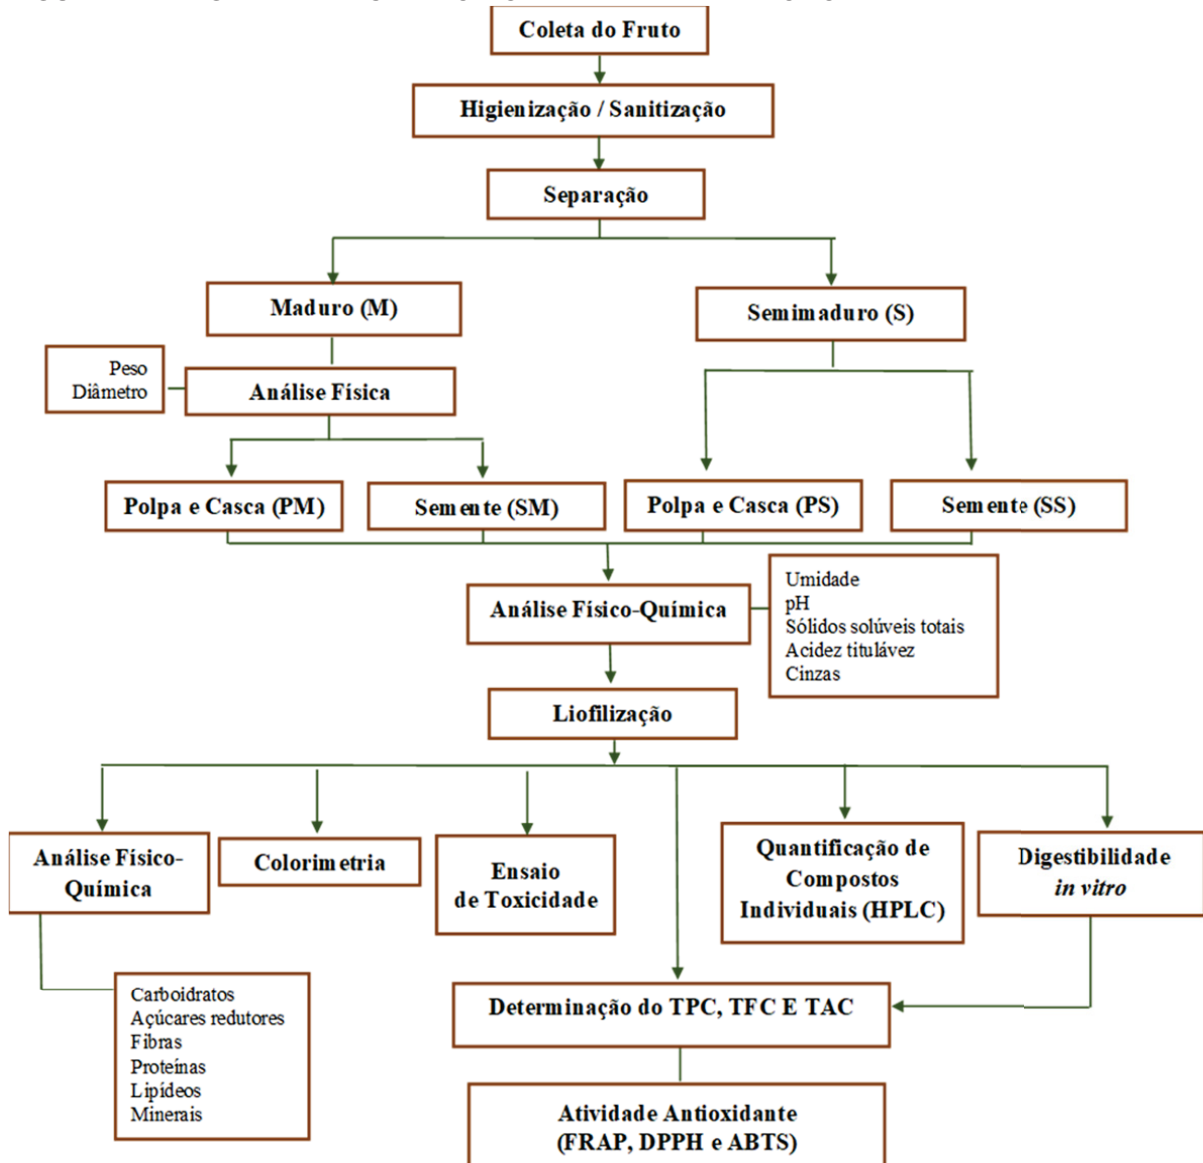 Coleta do Fruto
Higienização / Sanitização
Separação
Maduro (M)
Semimaduro (S)
Peso
Diâmetro
Análise Física
Polpa e Casca (PM)
Semente (SM)
Polpa e Casca (PS)
Semente (SS)
Análise Físico-Química
Umidade
pH
Sólidos solúveis totais
Acidez titulávez
Cinzas
Liofilização
Análise Físico-
Química
Colorimetria
Ensaio
de Toxicidade
Quantificação de
Compostos
Individuais (HPLC)
Digestibilidade
in vitro
Carboidratos
Açúcares redutores
Fibras
Proteínas
Lipídeos
Minerais
Determinação do TPC, TFC E TAC
Atividade Antioxidante
(FRAP, DPPH e ABTS)